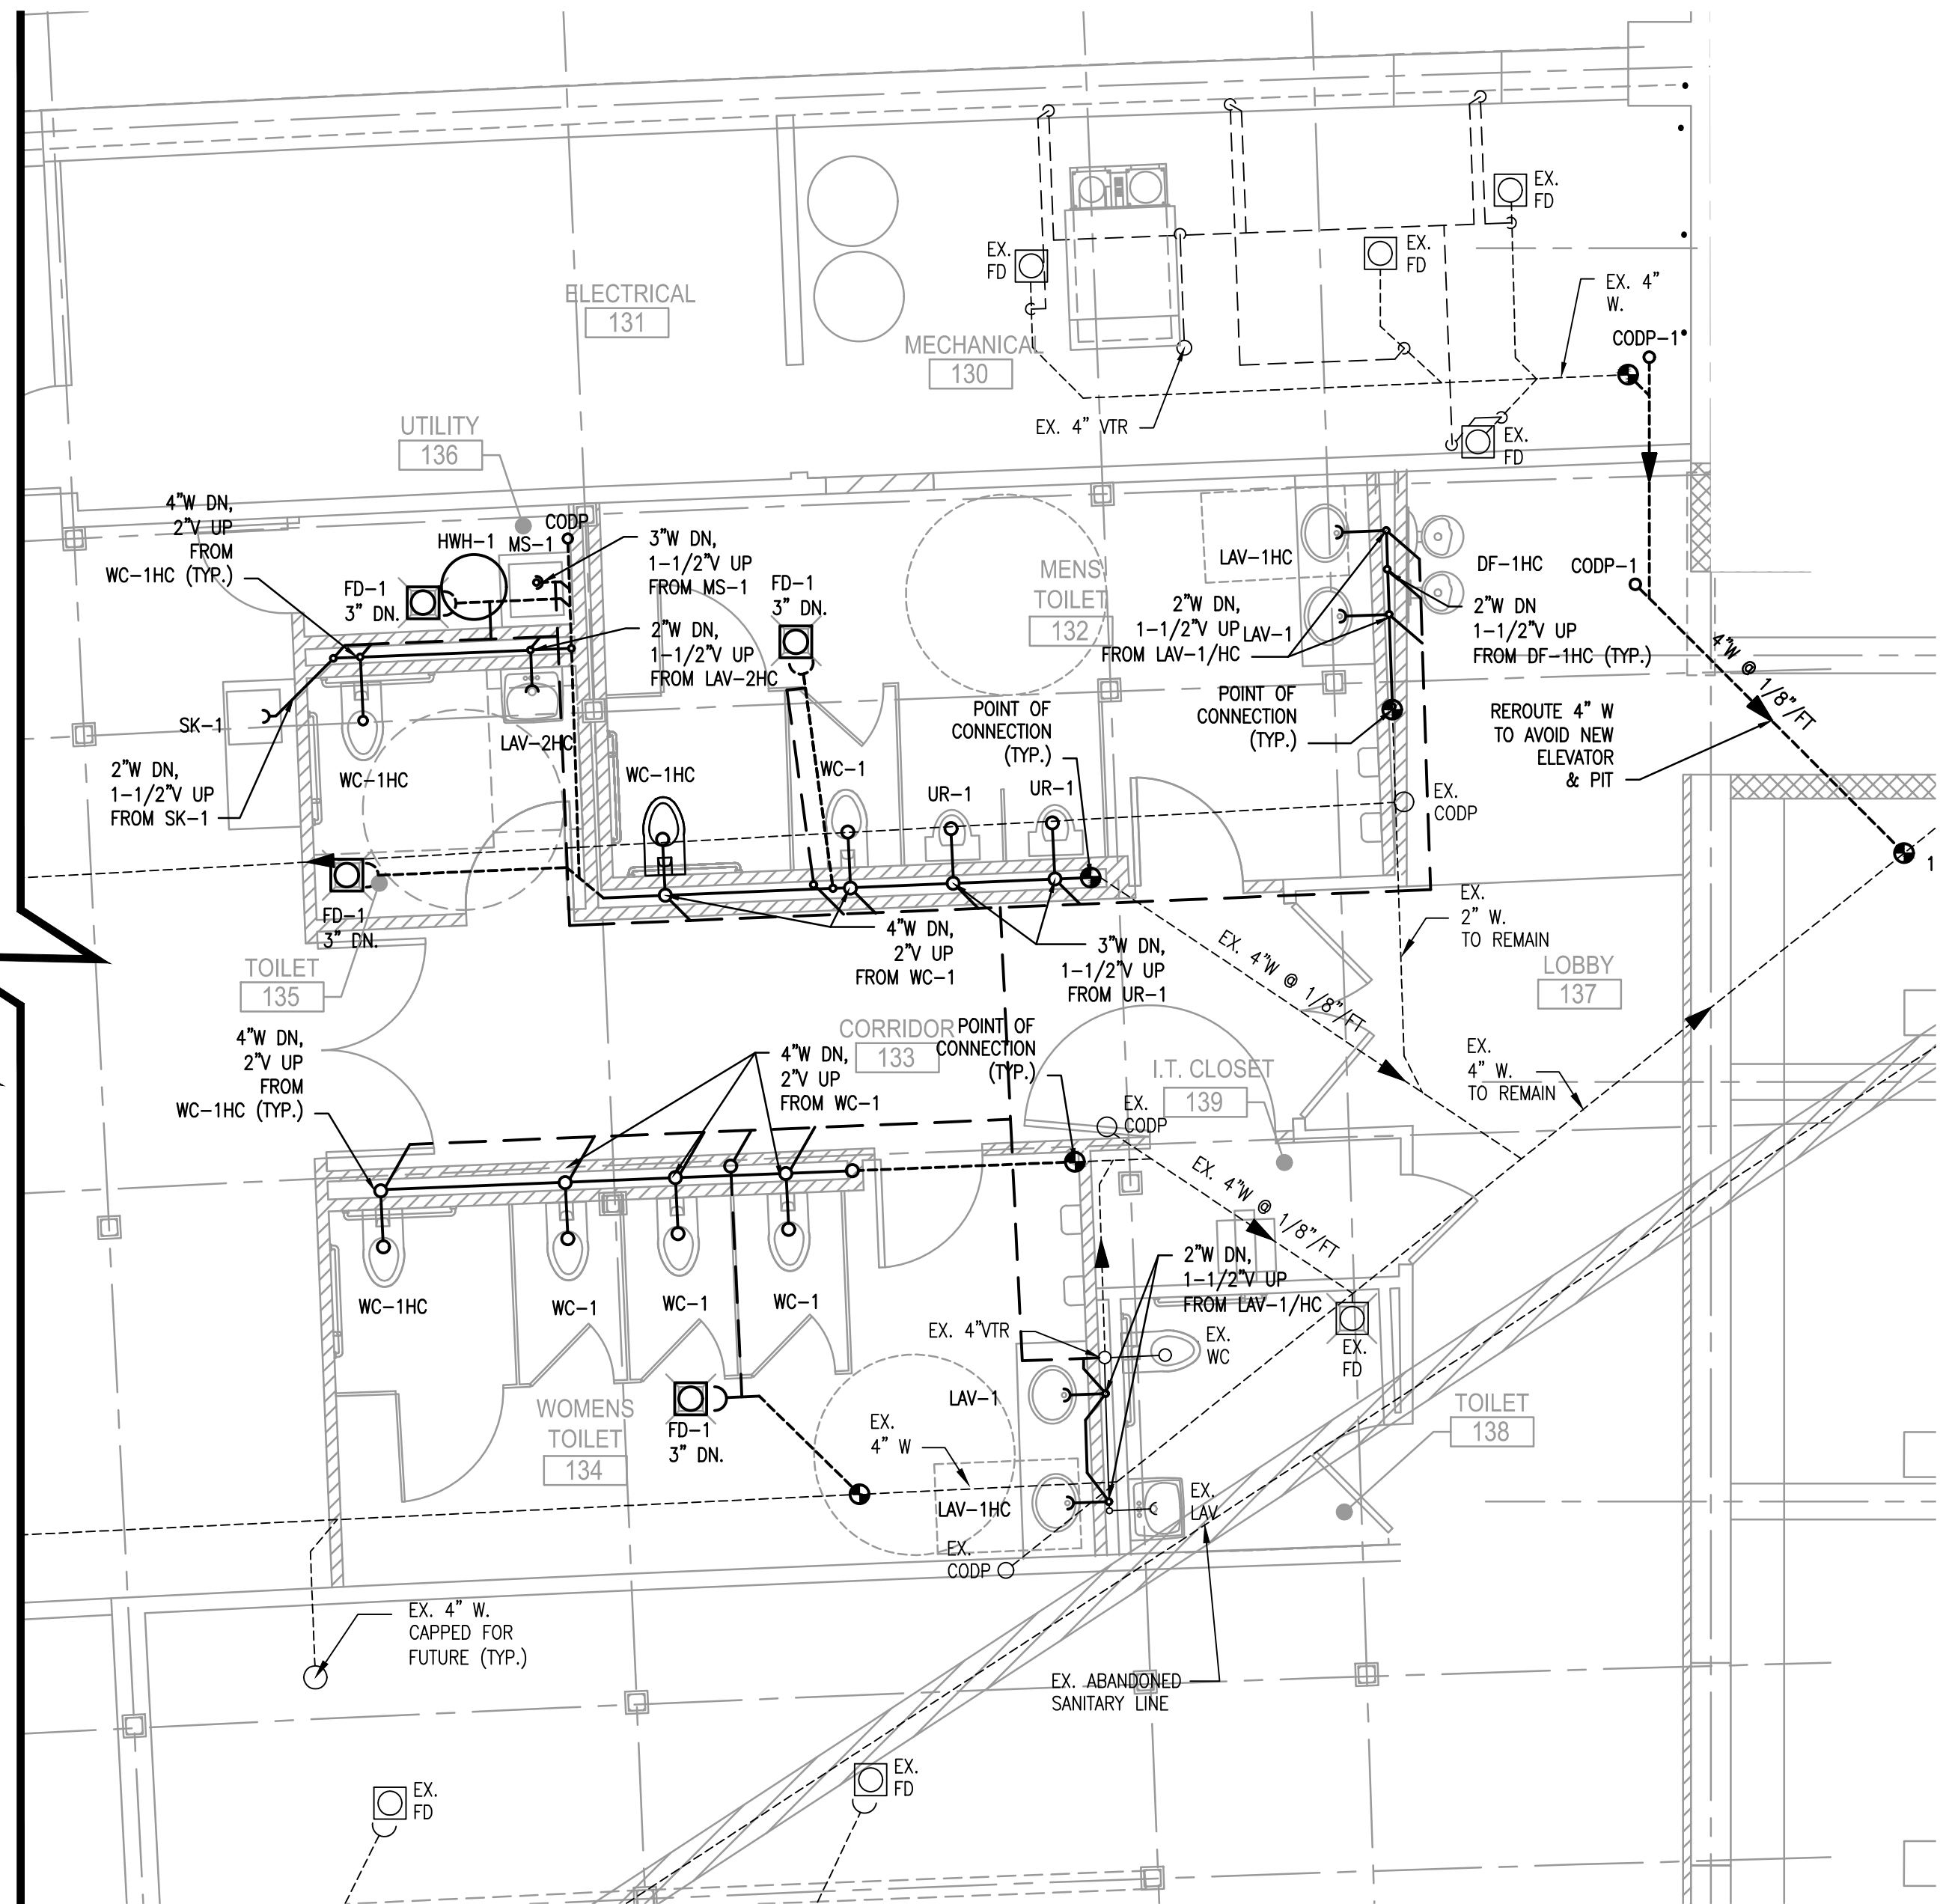 EX.
FD
EX.
FD
EX.
FD
EX. 4"
W.
ELECTRICAL
131
CODP-1
MECHANICAL
130
UTILITY
136
EX. 4" VTR
EX.
FD
4"W DN,
2"V UP
FROM
WC-1HC (TYP.)
HWH-1
MS-1
CODP
3"W DN,
1-1/2"V UP
FROM MS-1
FD-1
3" DN.
FD-1
3" DN.
MENS
TOILET
132
LAV-1HC
DF-1HC
CODP-1
2"W DN,
1-1/2"V UP
FROM LAV-1/HC
LAV-1
2"W DN
1-1/2"V UP
FROM DF-1HC (TYP.)
2"W DN,
1-1/2"V UP
FROM LAV-2HC
4"W @ 1/8"/FT
SK-1
LAV-2HC
POINT OF
CONNECTION
(TYP.)
POINT OF
CONNECTION
(TYP.)
REROUTE 4" W
TO AVOID NEW
ELEVATOR
& PIT
2"W DN,
1-1/2"V UP
FROM SK-1
WC-1HC
WC-1HC
WC-1
UR-1
UR-1
EX.
CODP
1
FD-1
3" DN.
4"W DN,
2"V UP
FROM WC-1
3"W DN,
1-1/2"V UP
FROM UR-1
EX. 4"W @ 1/8"/FT
EX.
2" W.
TO REMAIN
TOILET
135
LOBBY
137
4"W DN,
2"V UP
FROM
WC-1HC (TYP.)
4"W DN,
2"V UP
FROM WC-1
CORRIDOR
133
POINT OF
CONNECTION
(TYP.)
I.T. CLOSET
139
EX.
4" W.
TO REMAIN
EX.
CODP
EX. 4"W @ 1/8"/FT
2"W DN,
1-1/2"V UP
FROM LAV-1/HC
WC-1HC
WC-1
WC-1
WC-1
EX. 4"VTR
EX.
WC
EX.
FD
WOMENS
TOILET
134
FD-1
3" DN.
LAV-1
TOILET
138
EX.
4" W
LAV-1HC
EX.
LAV
EX.
CODP
EX. 4" W.
CAPPED FOR
FUTURE (TYP.)
EX. ABANDONED
SANITARY LINE
EX.
FD
EX.
FD